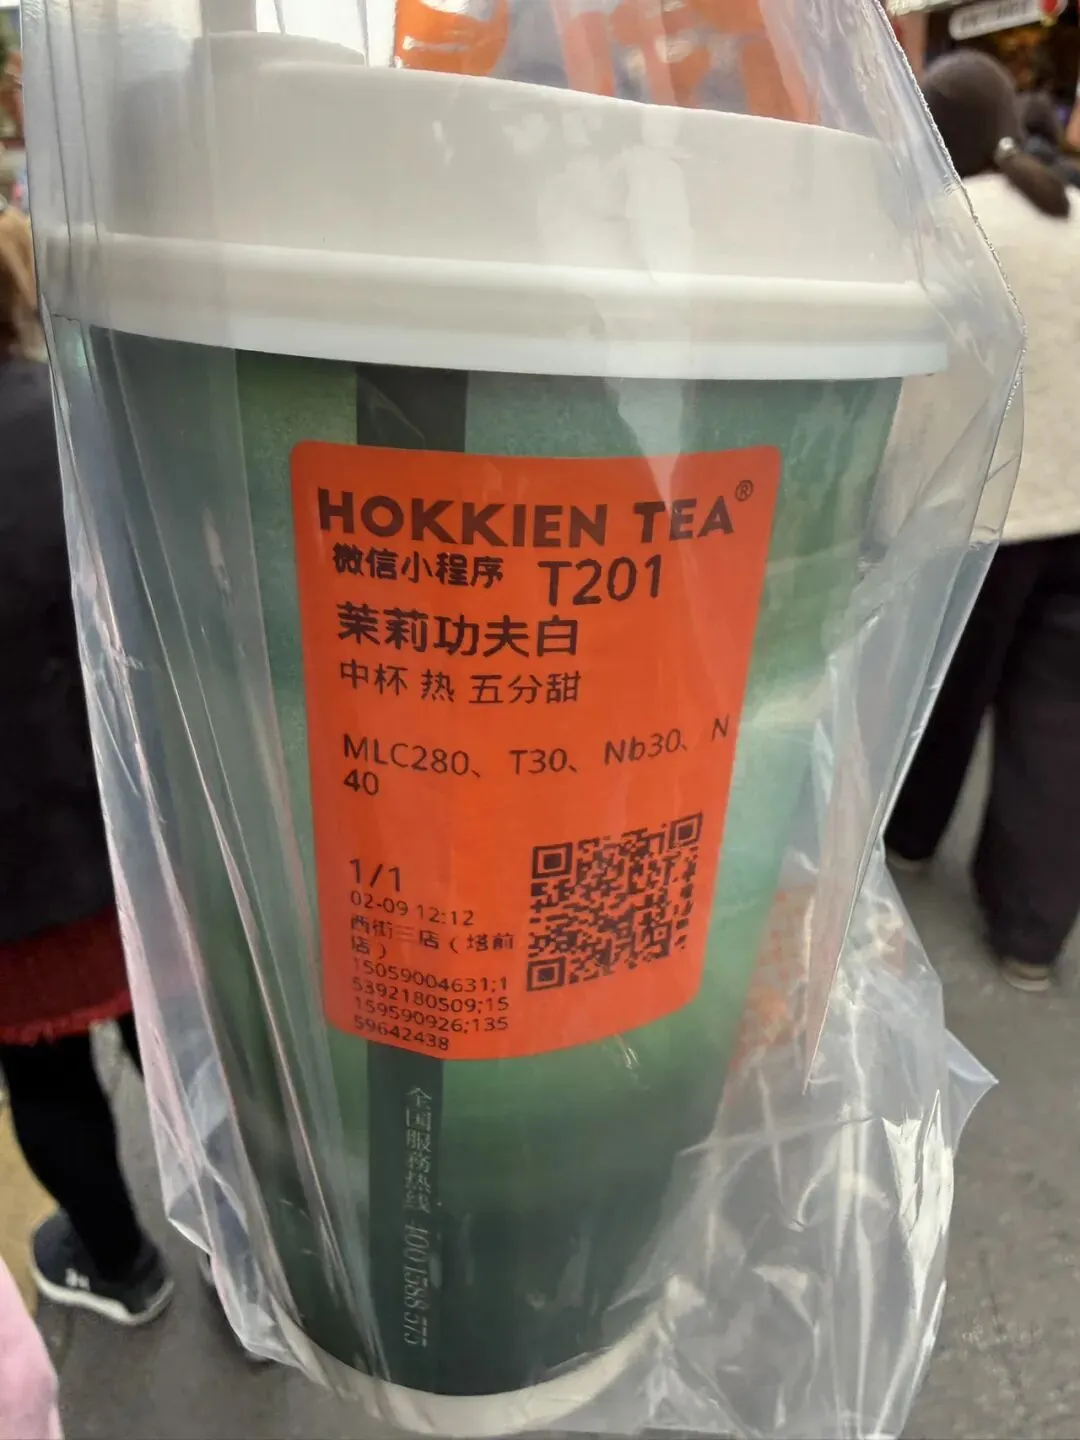 HOKKIEN TEA®
微信小程序 T201
茉莉功夫白
中杯 热 五分甜
MLC280、T30、Nb30、N
40
1/1
02-09 12:12
西街三店（塔前
店）
15059004631;1
5392180509;15
159590926;135
59642438
全国服務热线 4001588573